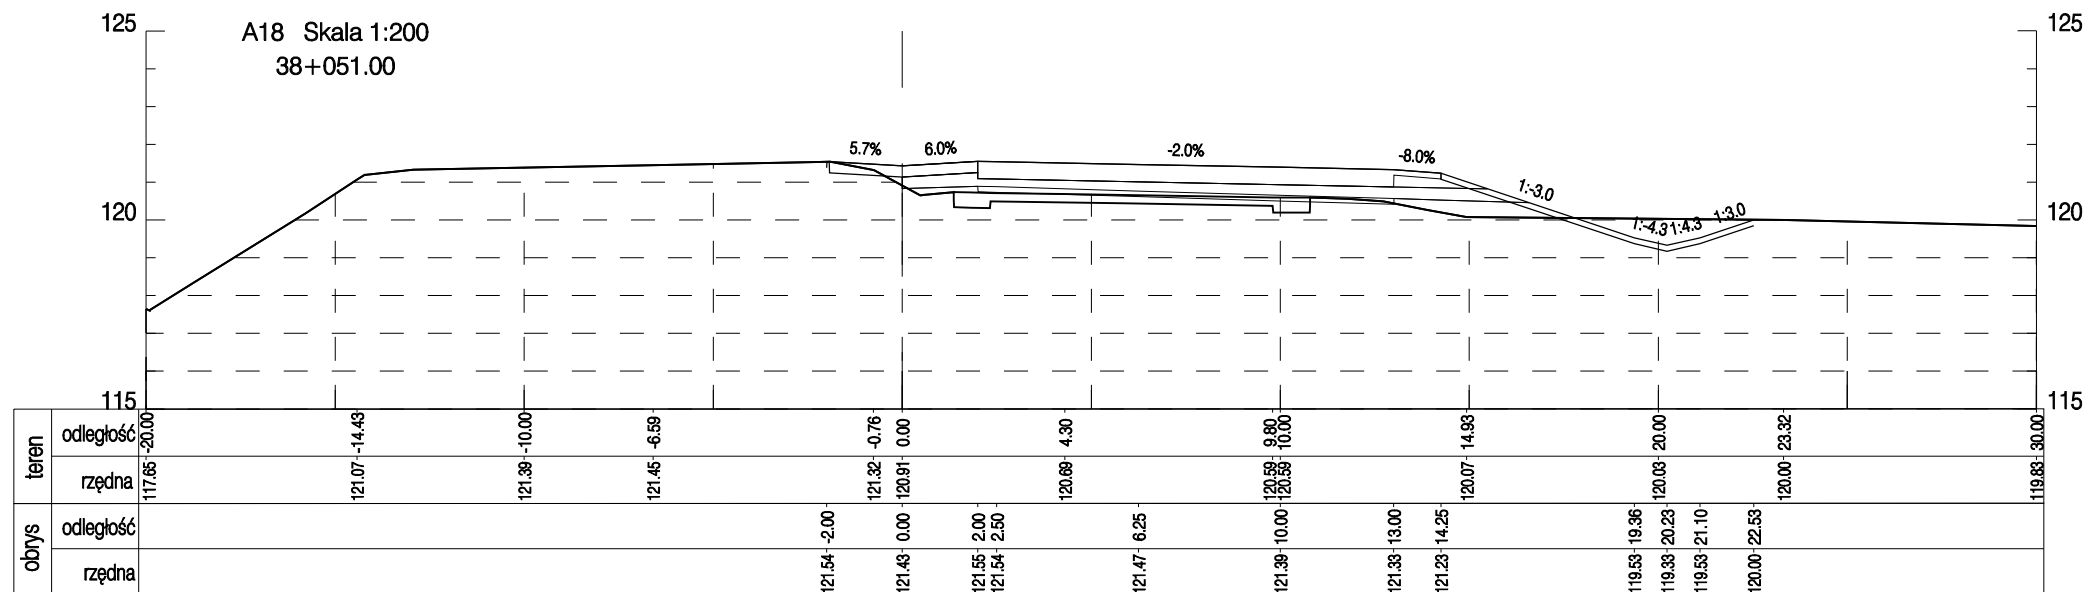 125
A18 Skala 1:200
125
38+051.00
5.7%
6.0%
-2.0%
-8.0%
1:-3.0
120
1:-4.3
1:4.3
1:3.0
120
115
115
teren
odległość -20.00 -14.43 -10.00 -6.59 -0.76 0.00 4.30 9.80 10.00 14.93 20.00 23.32 30.00
rzędna 117.65 121.07 121.39 121.45 121.32 120.91 120.69 120.59 120.59 120.07 120.03 120.00 119.83
obrys
odległość -2.00 0.00 2.00 2.50 6.25 10.00 13.00 14.25 19.36 20.23 21.10 22.53
rzędna 121.54 121.43 121.55 121.54 121.47 121.39 121.33 121.23 119.53 119.33 119.53 120.00